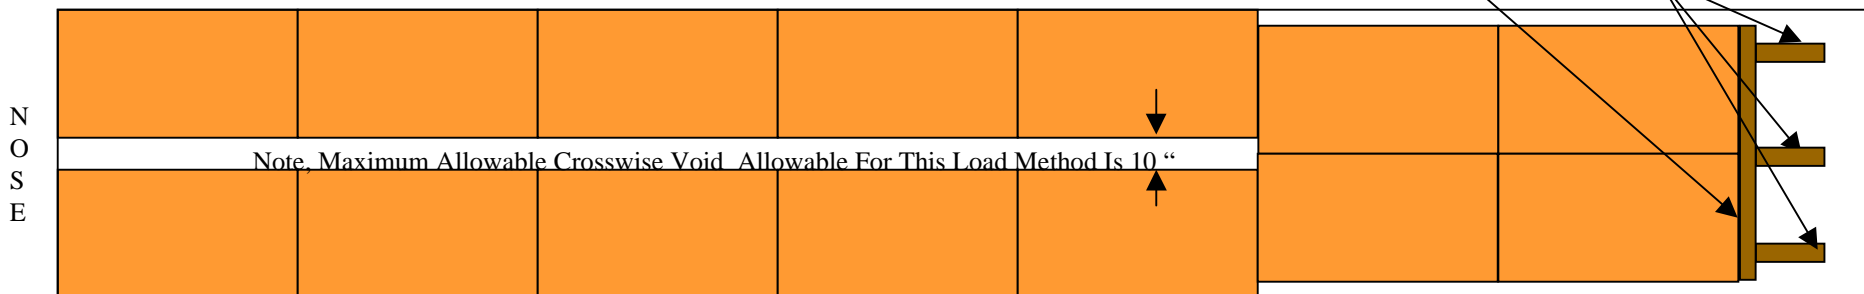 N
O
S
E
Note, Maximum Allowable Crosswise Void Allowable For This Load Method Is 10 “